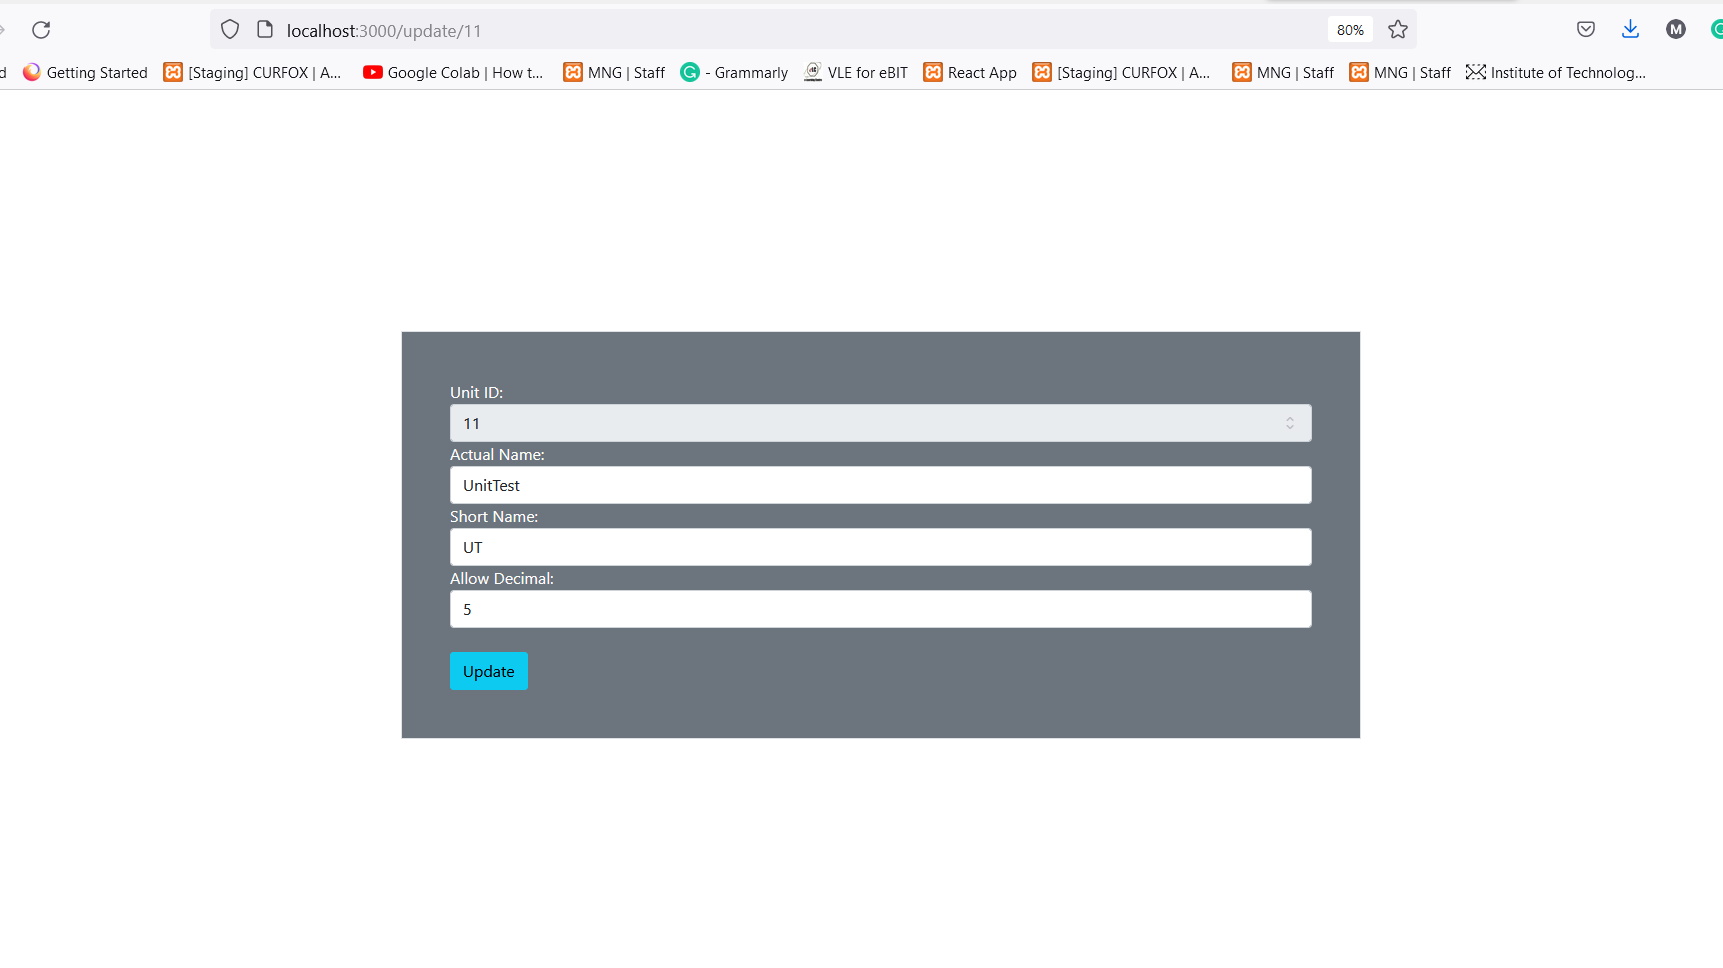 localhost:3000/update/11
80%
M
d
Getting Started
[Staging] CURFOX | A...
Google Colab | How t...
MNG | Staff
- Grammarly
VLE for eBIT
React App
[Staging] CURFOX | A...
MNG | Staff
MNG | Staff
Institute of Technolog...
Unit ID:
11
Actual Name:
UnitTest
Short Name:
UT
Allow Decimal:
5
Update